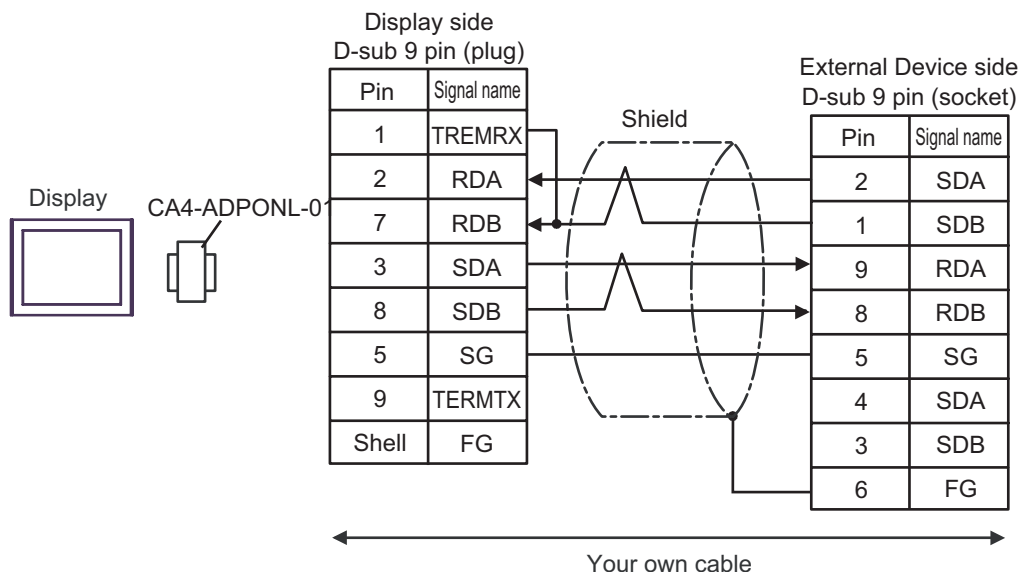 Display side
D-sub 9 pin (plug)
Pin Signal name
1 TREMRX
2 RDA
7 RDB
3 SDA
8 SDB
5 SG
9 TERMTX
Shell FG
Shield
External Device side
D-sub 9 pin (socket)
Pin Signal name
2 SDA
1 SDB
9 RDA
8 RDB
5 SG
4 SDA
3 SDB
6 FG
Display
CA4-ADPONL-01
Your own cable